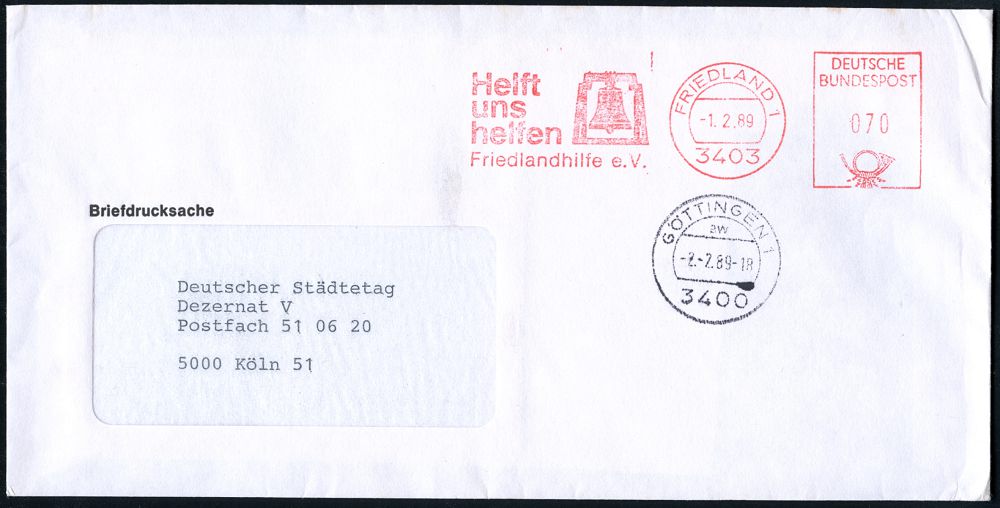 Helft
uns
helfen
Friedlandhilfe e.V.
FRIEDLAND 1
-1. 2.89
3403
DEUTSCHE
BUNDESPOST
070
Briefdrucksache
GÖTTINGEN 1
aw
-2.-2.89-18
3400
Deutscher Städtetag
Dezernat V
Postfach 51 06 20
5000 Köln 51